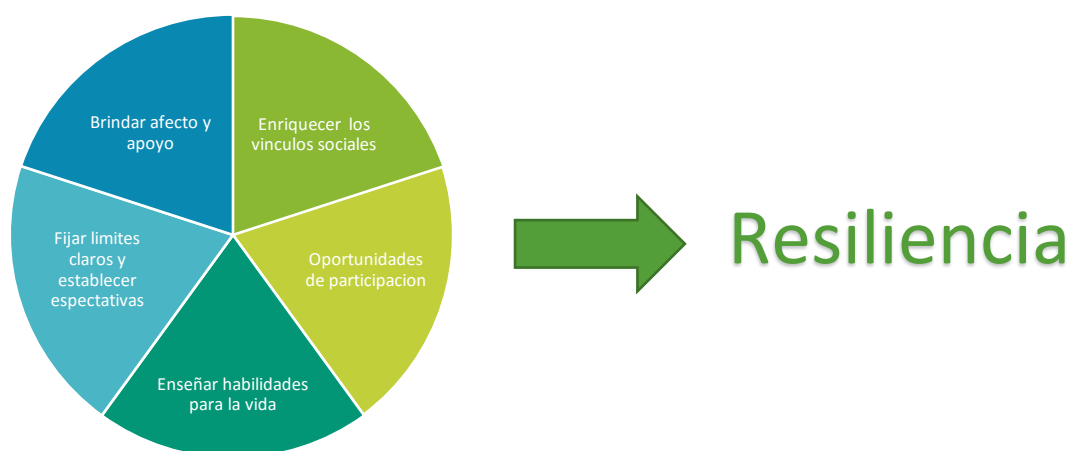 Brindar afecto y
apoyo
Enriquecer los
vinculos sociales
Fijar limites
claros y
establecer
espectativas
Oportunidades
de participacion
Enseñar habilidades
para la vida
Resiliencia